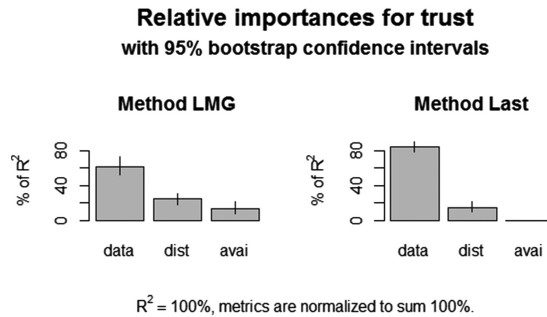 Relative importances for trust
with 95% bootstrap confidence intervals
Method LMG
% of R²
0 40 80
data dist avai
Method Last
% of R²
0 40 80
data dist avai
R² = 100%, metrics are normalized to sum 100%.